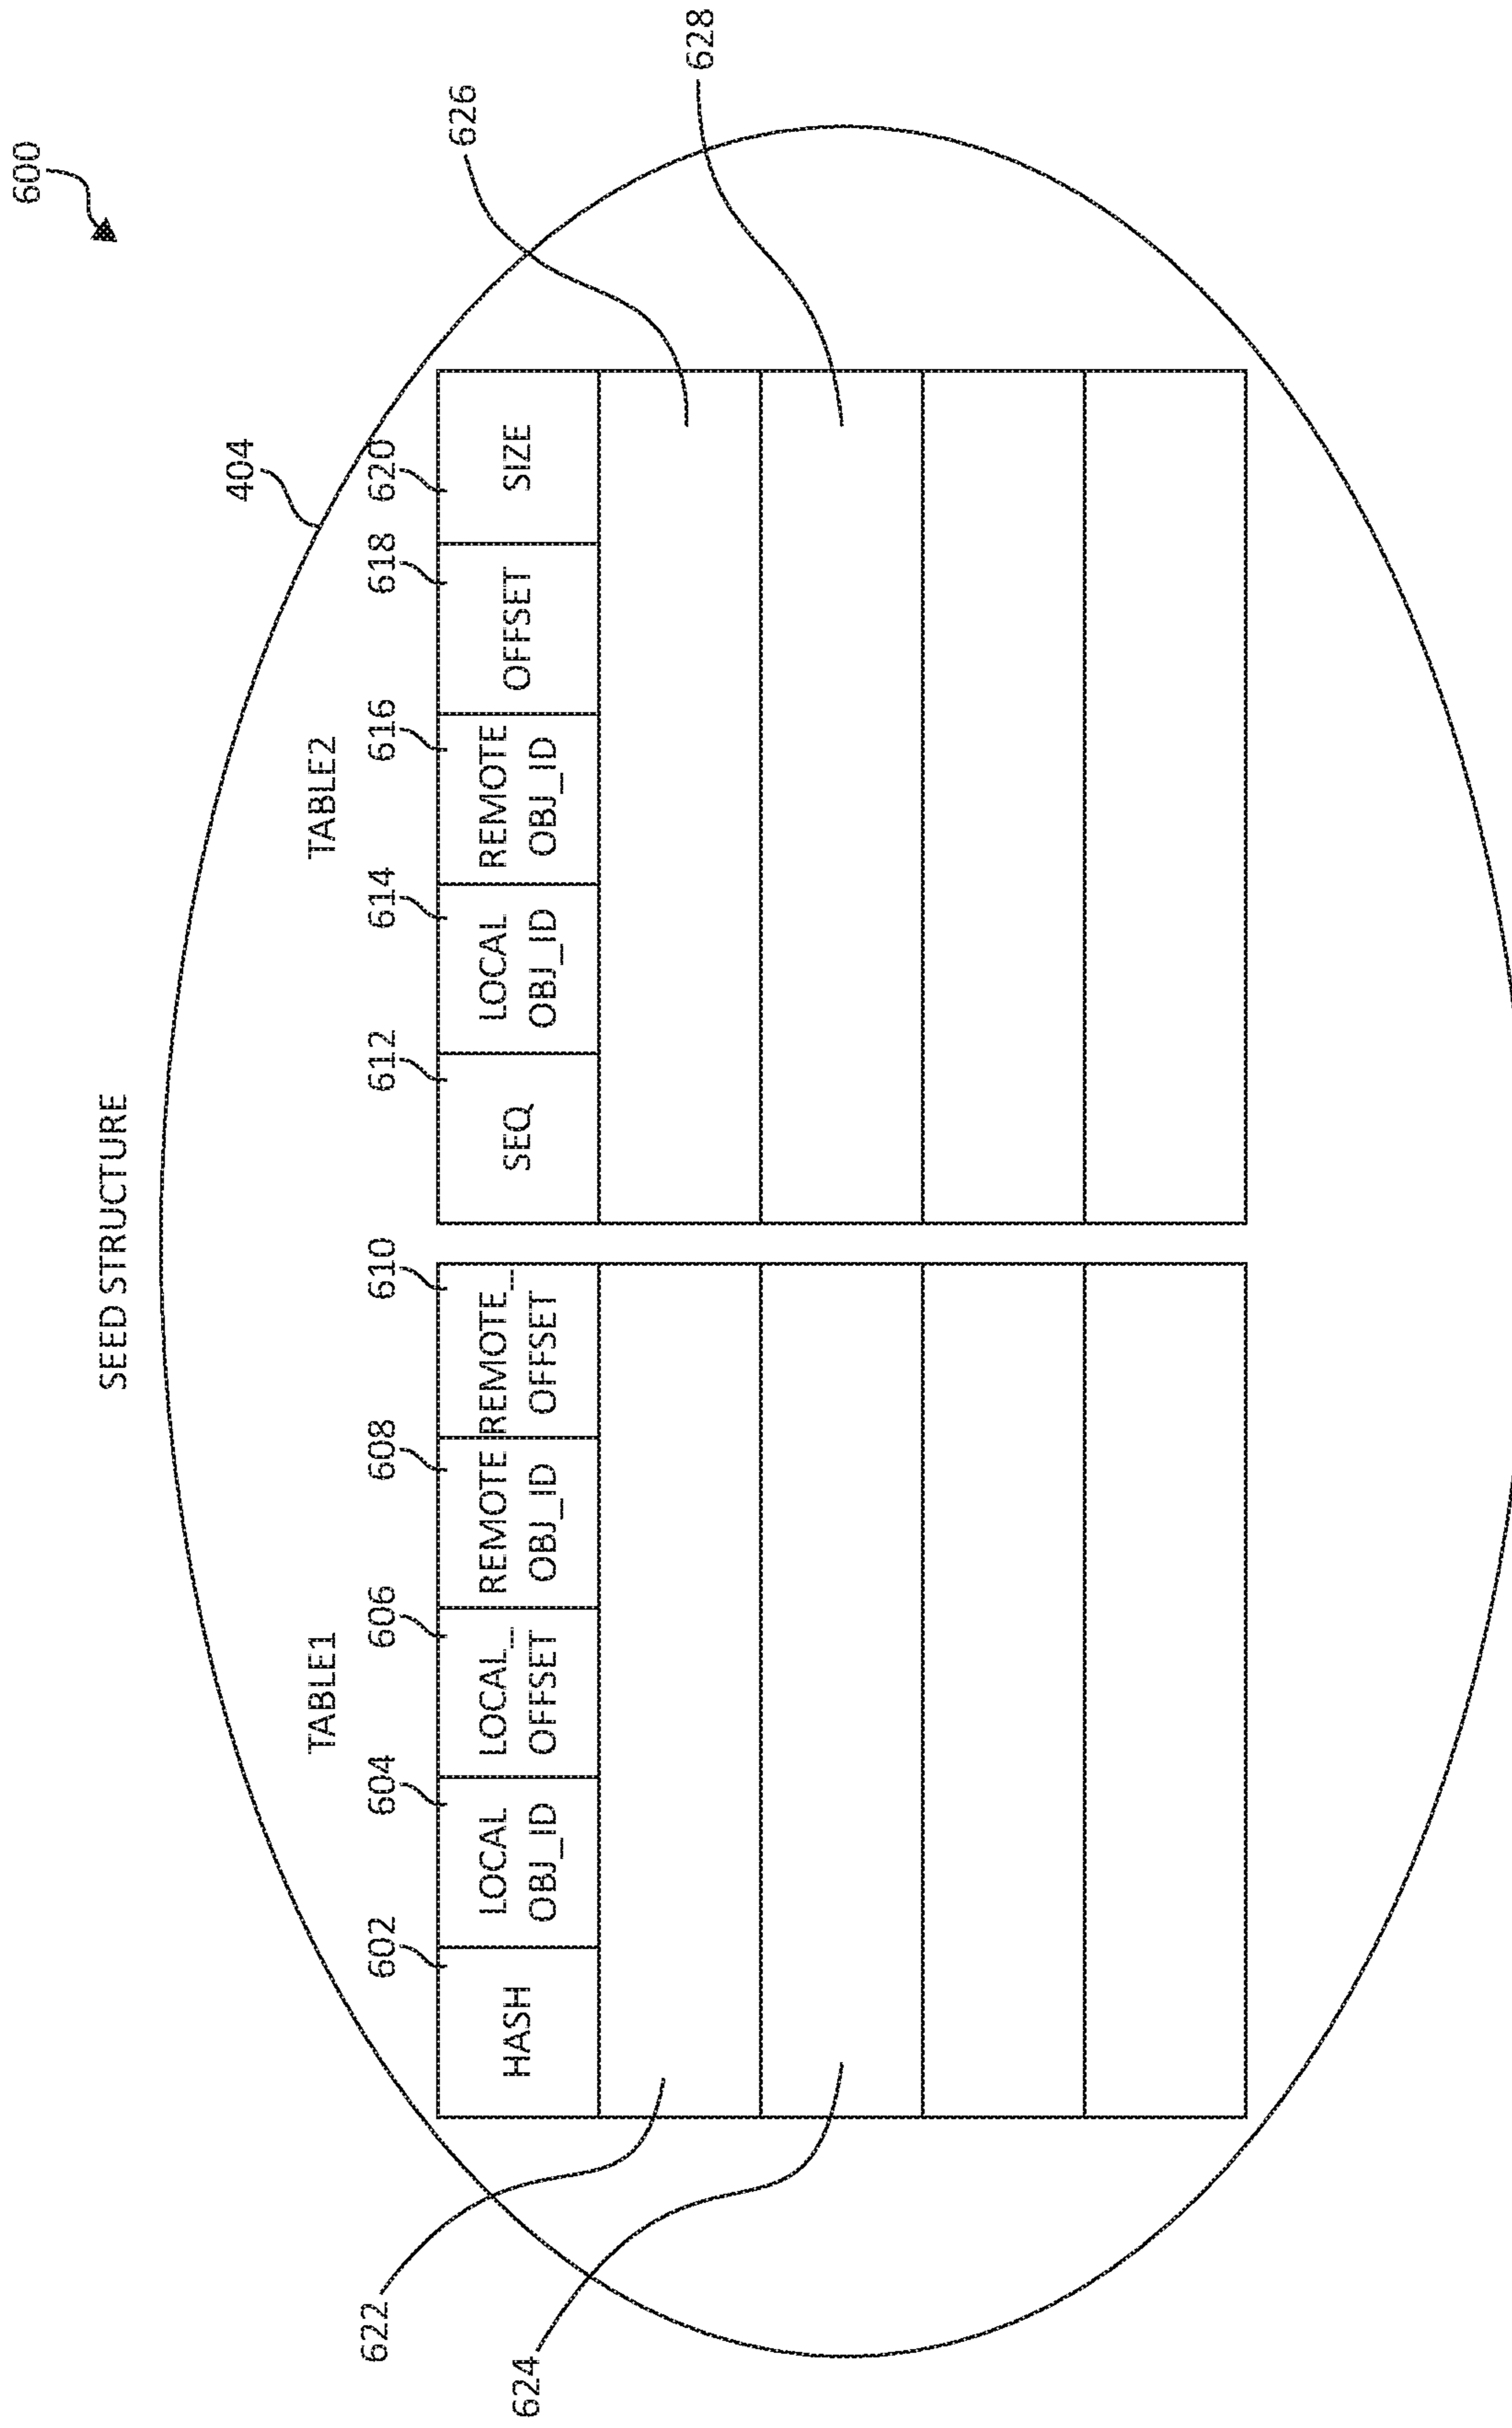 600
SEED STRUCTURE
404
TABLE1
TABLE2
602
604
606
608
610
612
614
616
618
620
HASH
LOCAL
OBJ_ID
LOCAL_
OFFSET
REMOTE
OBJ_ID
REMOTE_
OFFSET
SEQ
LOCAL
OBJ_ID
REMOTE
OBJ_ID
OFFSET
SIZE
622
624
626
628